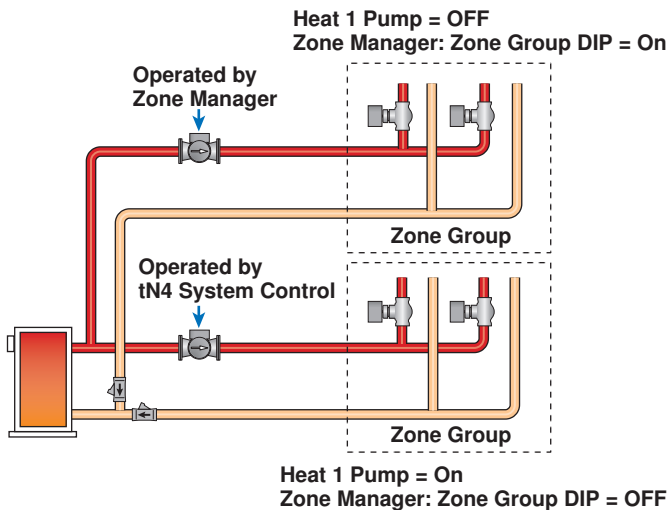 Heat 1 Pump = OFF
Zone Manager: Zone Group DIP = On
Operated by
Zone Manager
Zone Group
Operated by
tN4 System Control
Zone Group
Heat 1 Pump = On
Zone Manager: Zone Group DIP = OFF